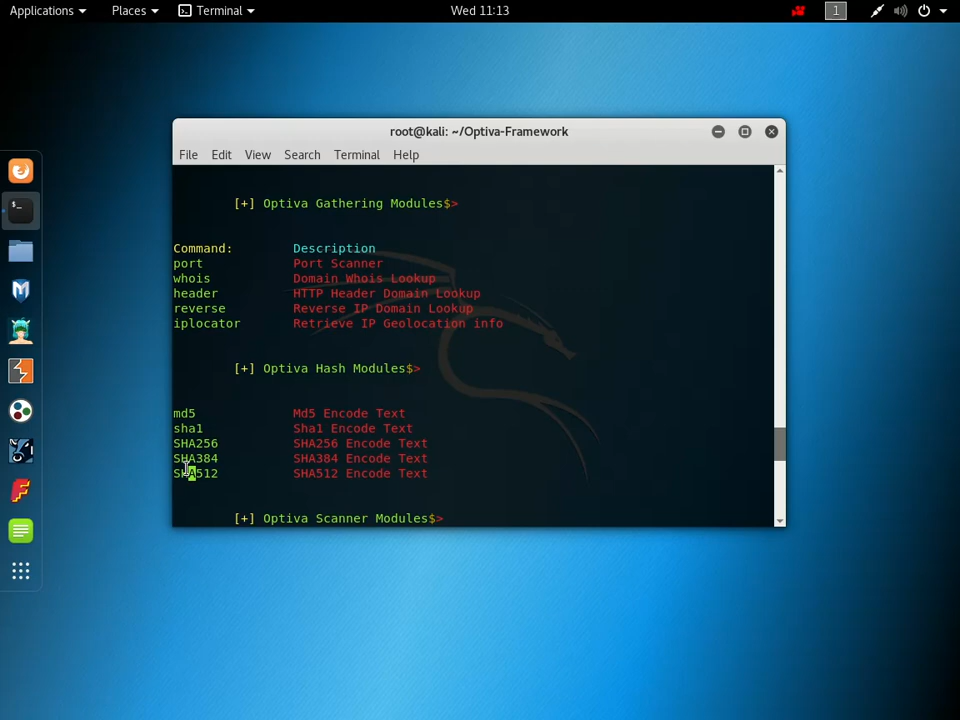 Applications Places Terminal Wed 11:13 1
root@kali: ~/Optiva-Framework
File Edit View Search Terminal Help
[+] Optiva Gathering Modules$>
Command: Description
port Port Scanner
whois Domain Whois Lookup
header HTTP Header Domain Lookup
reverse Reverse IP Domain Lookup
iplocator Retrieve IP Geolocation info
[+] Optiva Hash Modules$>
md5 Md5 Encode Text
sha1 Sha1 Encode Text
SHA256 SHA256 Encode Text
SHA384 SHA384 Encode Text
SHA512 SHA512 Encode Text
[+] Optiva Scanner Modules$>